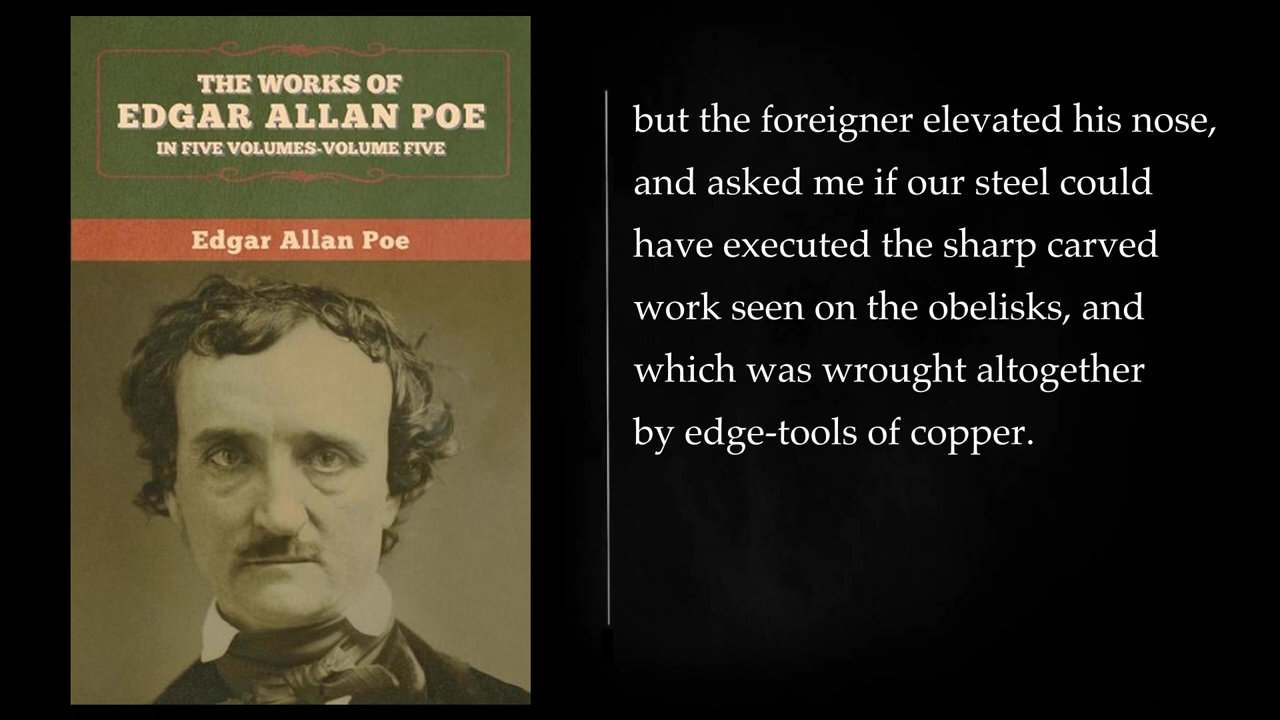 THE WORKS OF
EDGAR ALLAN POE
IN FIVE VOLUMES-VOLUME FIVE
Edgar Allan Poe
but the foreigner elevated his nose,
and asked me if our steel could
have executed the sharp carved
work seen on the obelisks, and
which was wrought altogether
by edge-tools of copper.